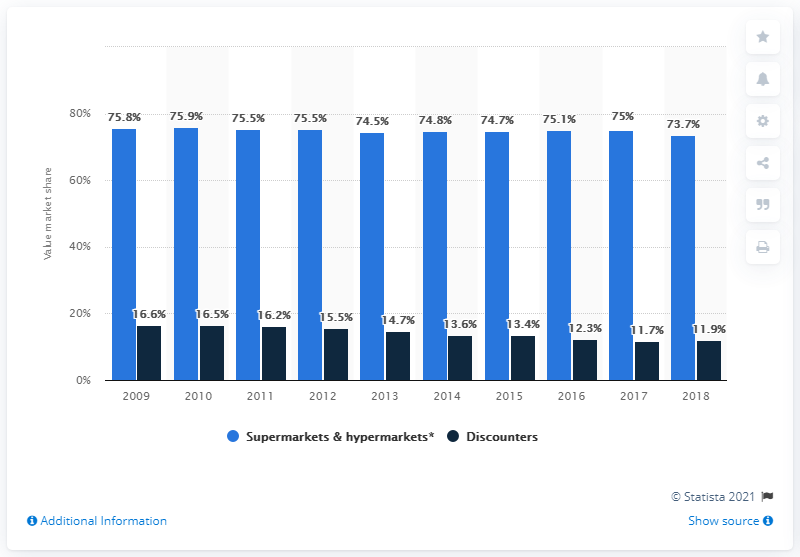 80%
60%
40%
20%
0%
Value market share
75.8% 75.9% 75.5% 75.5% 74.5% 74.8% 74.7% 75.1% 75% 73.7%
16.6% 16.5% 16.2% 15.5% 14.7% 13.6% 13.4% 12.3% 11.7% 11.9%
2009 2010 2011 2012 2013 2014 2015 2016 2017 2018
Supermarkets & hypermarkets* Discounters
© Statista 2021
Additional Information Show source